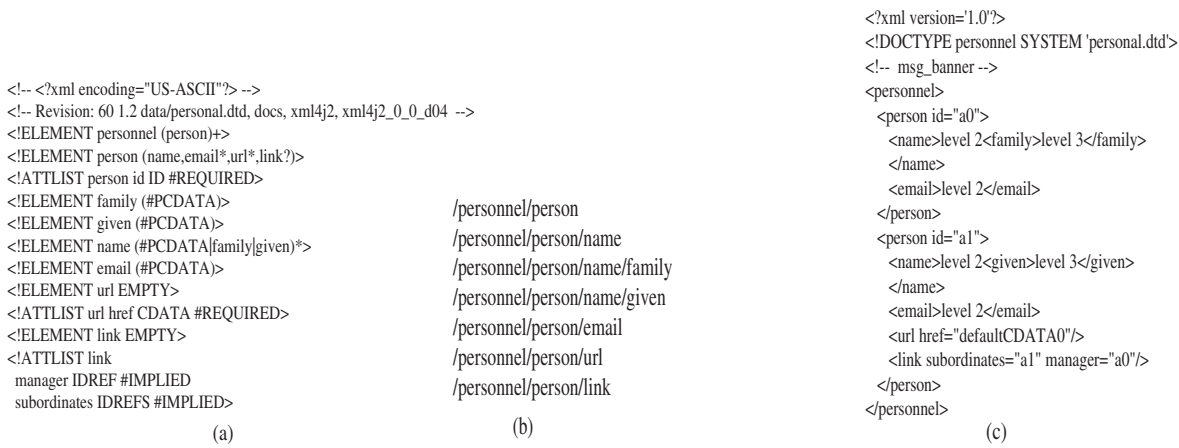 <!-- <?xml encoding="US-ASCII"?> -->
<!-- Revision: 60 1.2 data/personal.dtd, docs, xml4j2, xml4j2_0_0_d04  -->
<!ELEMENT personnel (person)+>
<!ELEMENT person (name,email*,url*,link?)>
<!ATTLIST person id ID #REQUIRED>
<!ELEMENT family (#PCDATA)>
<!ELEMENT given (#PCDATA)>
<!ELEMENT name (#PCDATA|family|given)*>
<!ELEMENT email (#PCDATA)>
<!ELEMENT url EMPTY>
<!ATTLIST url href CDATA #REQUIRED>
<!ELEMENT link EMPTY>
<!ATTLIST link
manager IDREF #IMPLIED
subordinates IDREFS #IMPLIED>
(a)
/personnel/person
/personnel/person/name
/personnel/person/name/family
/personnel/person/name/given
/personnel/person/email
/personnel/person/url
/personnel/person/link
(b)
<?xml version='1.0'?>
<!DOCTYPE personnel SYSTEM 'personal.dtd'>
<!--  msg_banner -->
<personnel>
<person id="a0">
<name>level 2<family>level 3</family>
</name>
<email>level 2</email>
</person>
<person id="a1">
<name>level 2<given>level 3</given>
</name>
<email>level 2</email>
<url href="defaultCDATA0"/>
<link subordinates="a1" manager="a0"/>
</person>
</personnel>
(c)